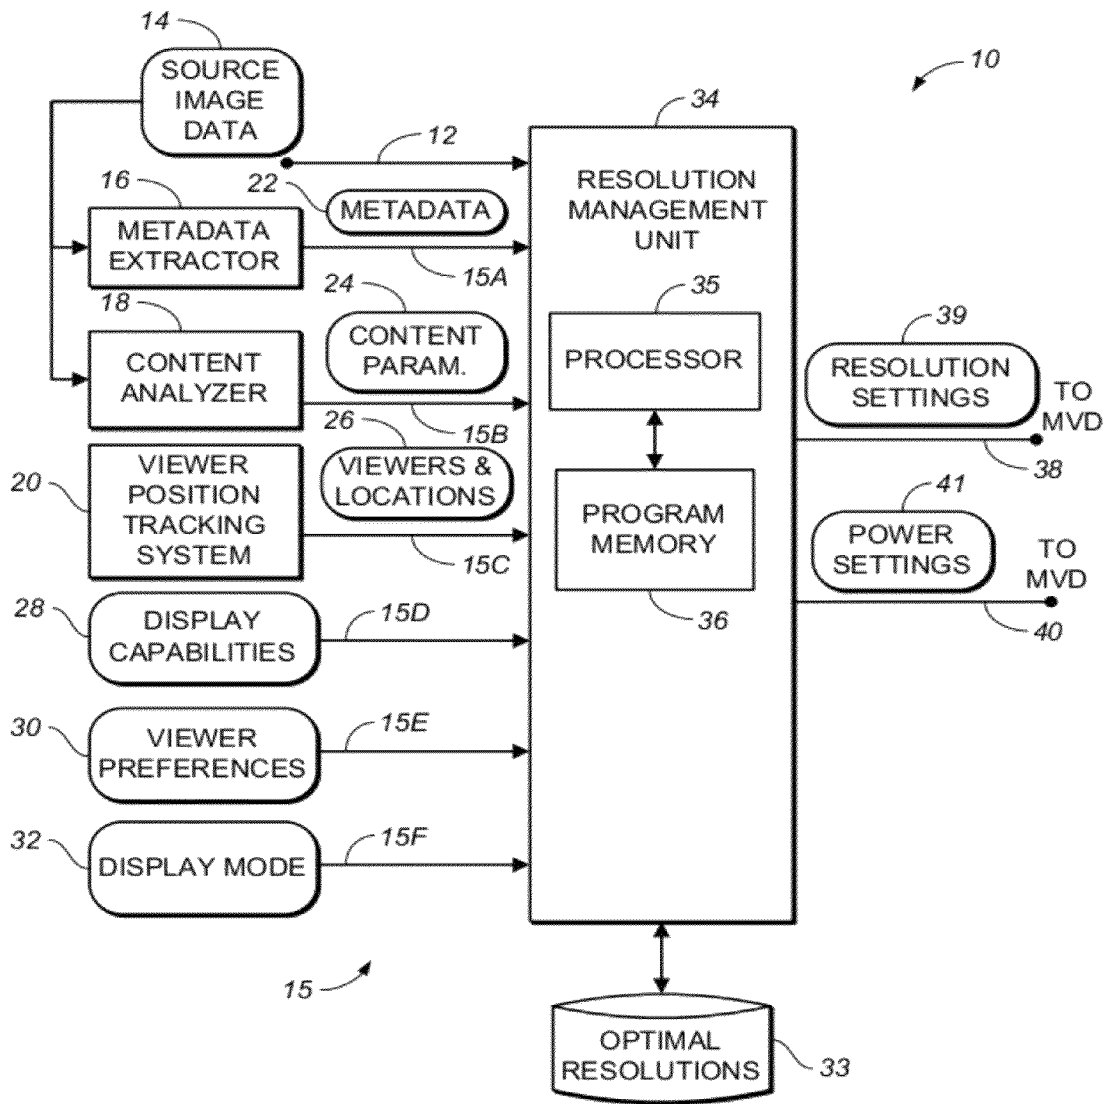 14
SOURCE
IMAGE
DATA
10
34
12
16
22
METADATA
RESOLUTION
MANAGEMENT
UNIT
METADATA
EXTRACTOR
15A
18
24
CONTENT
PARAM.
35
PROCESSOR
39
RESOLUTION
SETTINGS
TO
MVD
CONTENT
ANALYZER
15B
38
26
VIEWERS &
LOCATIONS
20
VIEWER
POSITION
TRACKING
SYSTEM
15C
PROGRAM
MEMORY
36
41
POWER
SETTINGS
TO
MVD
40
28
DISPLAY
CAPABILITIES
15D
30
VIEWER
PREFERENCES
15E
32
DISPLAY MODE
15F
15
OPTIMAL
RESOLUTIONS
33